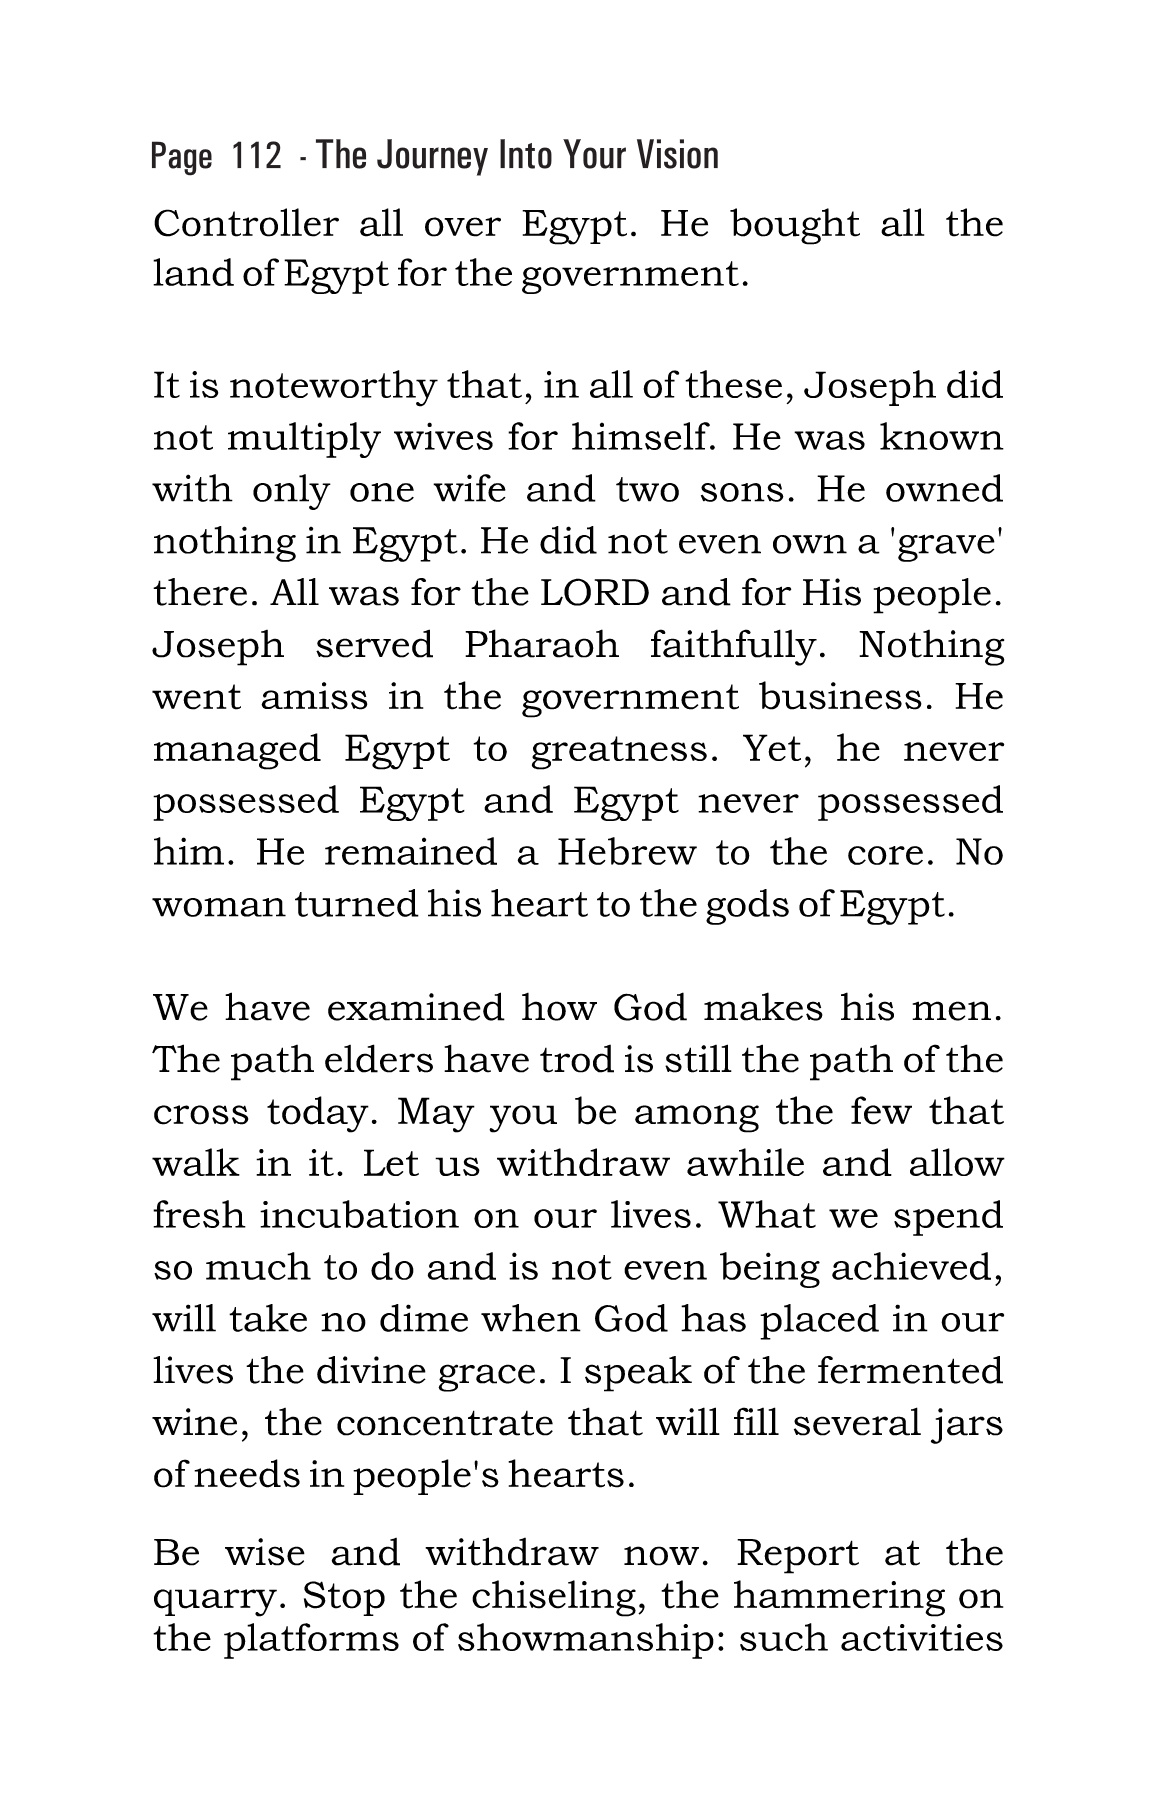 Page 112 - The Journey Into Your Vision
Controller all over Egypt. He bought all the
land of Egypt for the government.
It is noteworthy that, in all of these, Joseph did
not multiply wives for himself. He was known
with only one wife and two sons. He owned
nothing in Egypt. He did not even own a 'grave'
there. All was for the LORD and for His people.
Joseph served Pharaoh faithfully. Nothing
went amiss in the government business. He
managed Egypt to greatness. Yet, he never
possessed Egypt and Egypt never possessed
him. He remained a Hebrew to the core. No
woman turned his heart to the gods of Egypt.
We have examined how God makes his men.
The path elders have trod is still the path of the
cross today. May you be among the few that
walk in it. Let us withdraw awhile and allow
fresh incubation on our lives. What we spend
so much to do and is not even being achieved,
will take no dime when God has placed in our
lives the divine grace. I speak of the fermented
wine, the concentrate that will fill several jars
of needs in people's hearts.
Be wise and withdraw now. Report at the
quarry. Stop the chiseling, the hammering on
the platforms of showmanship: such activities